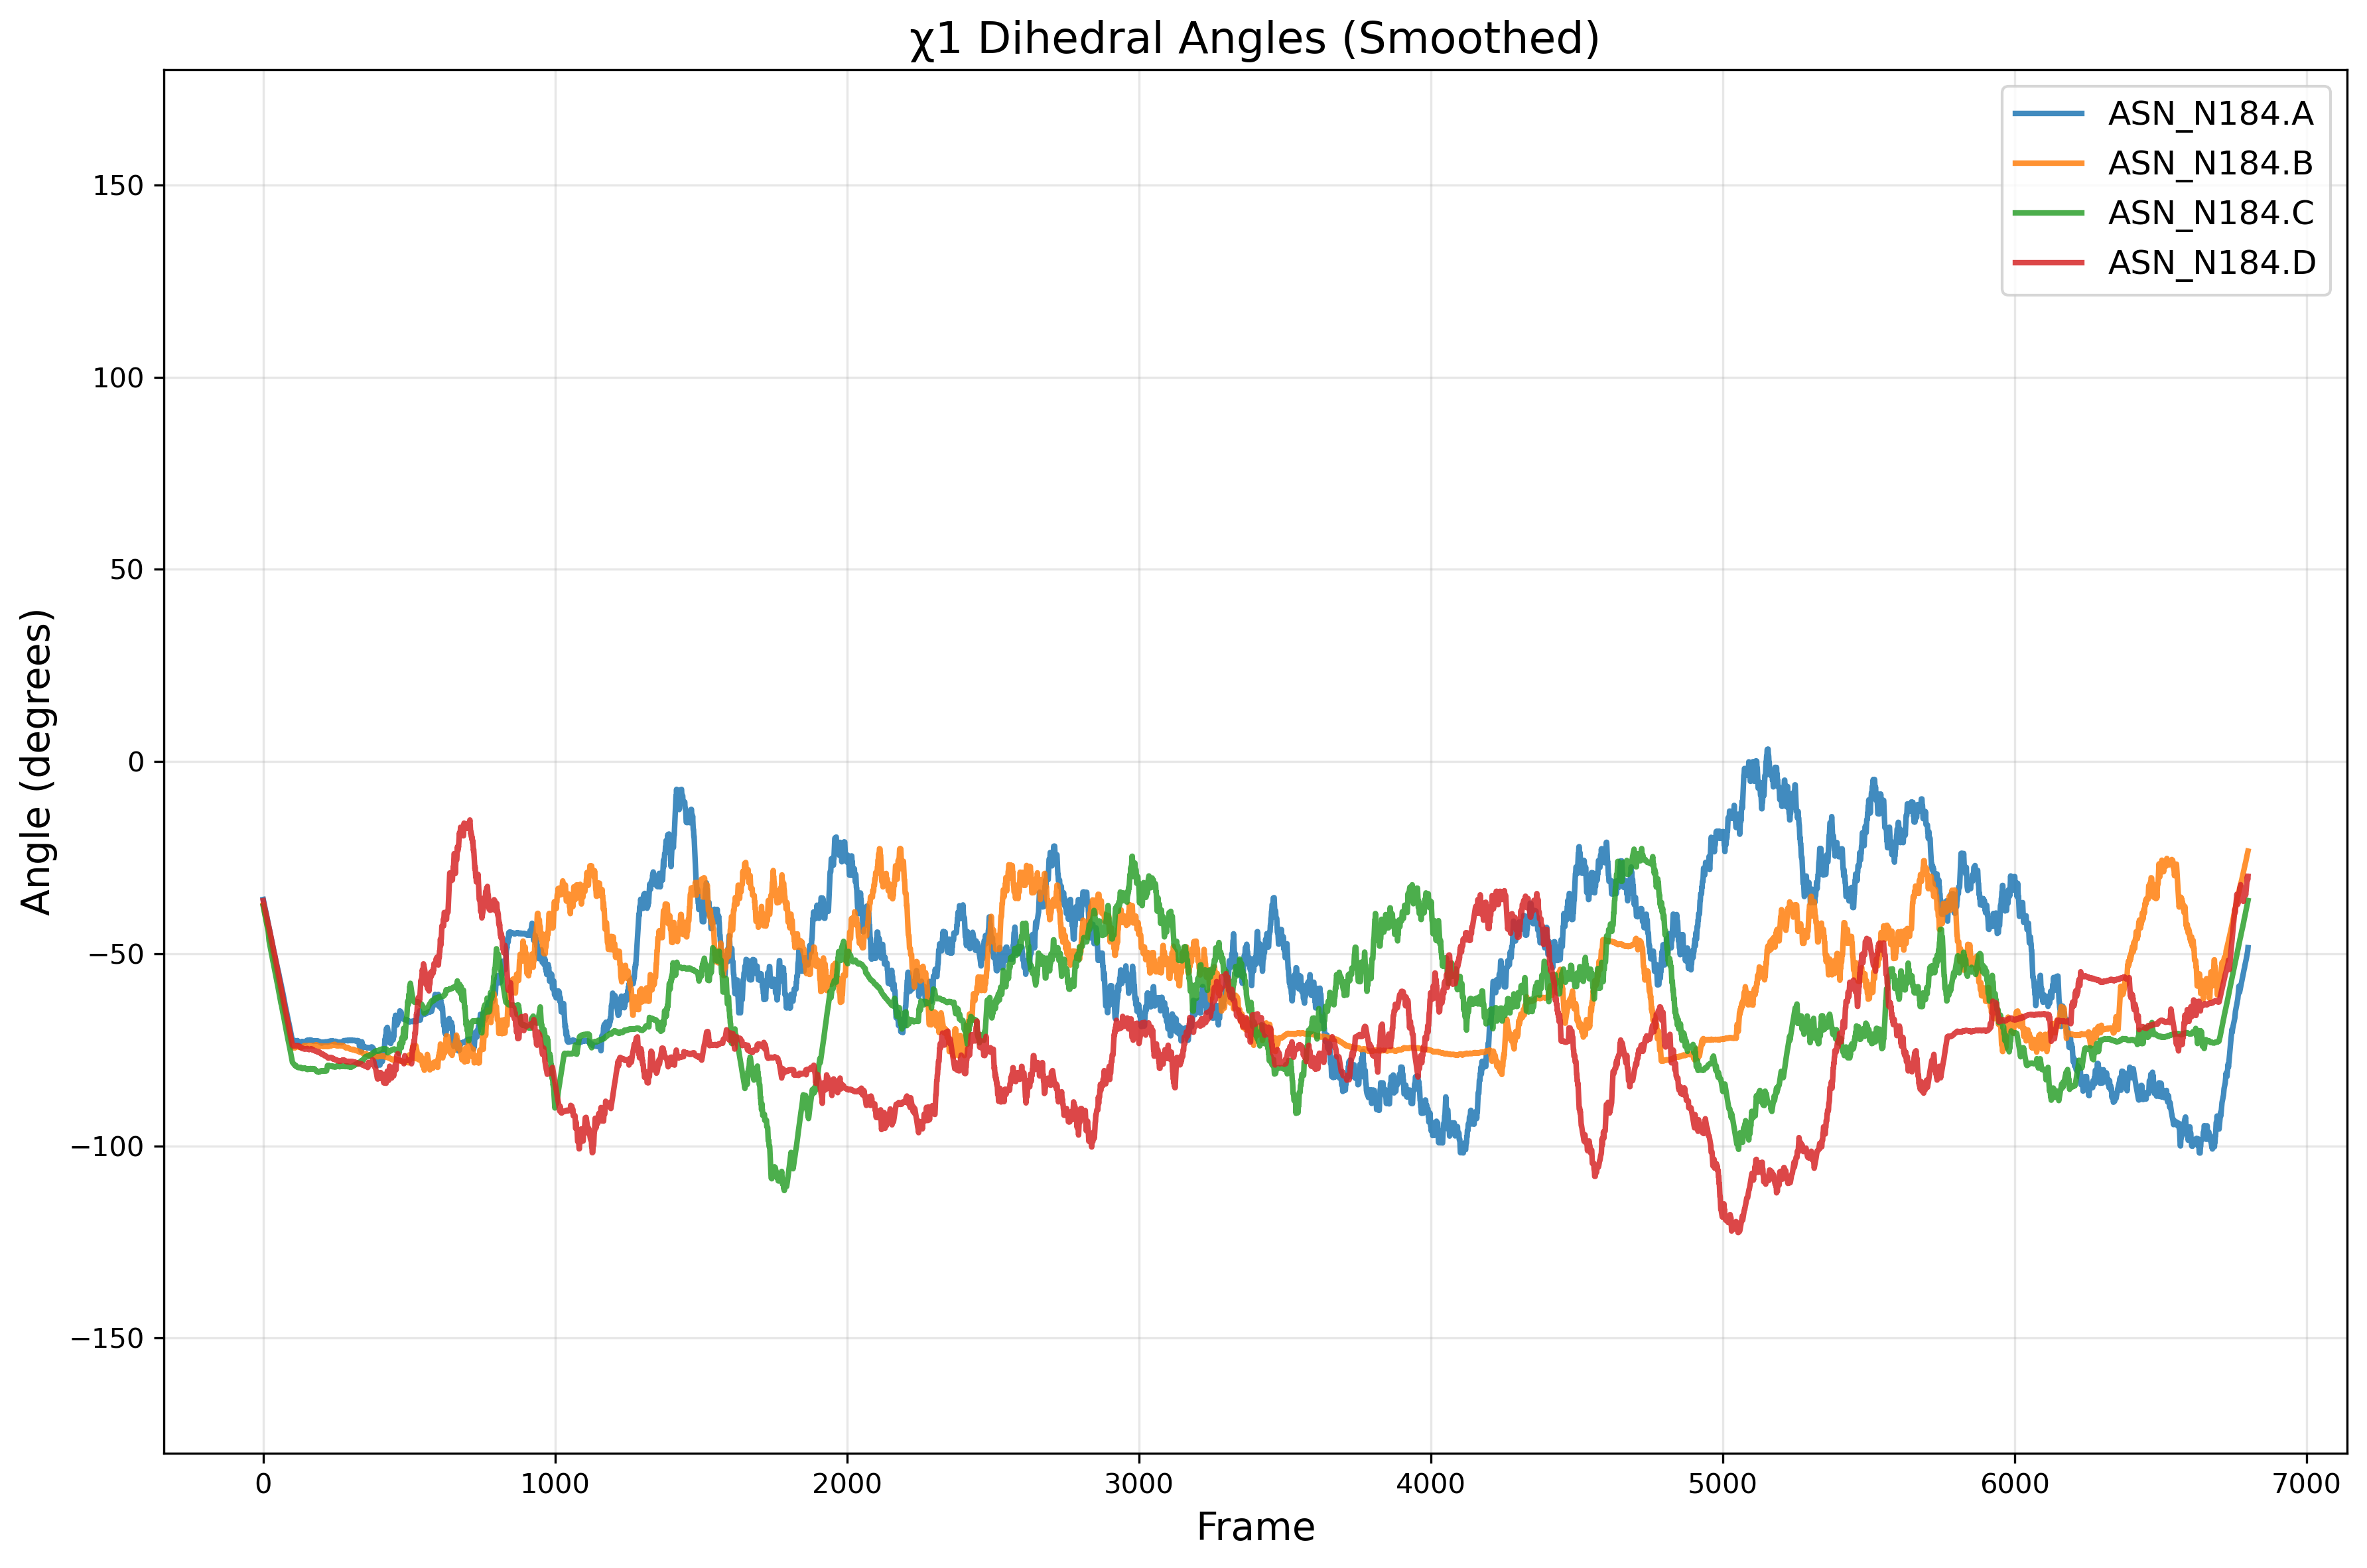 χ1 Dihedral Angles (Smoothed)
ASN_N184.A
ASN_N184.B
ASN_N184.C
ASN_N184.D
Angle (degrees)
150
100
50
0
−50
−100
−150
0 1000 2000 3000 4000 5000 6000 7000
Frame